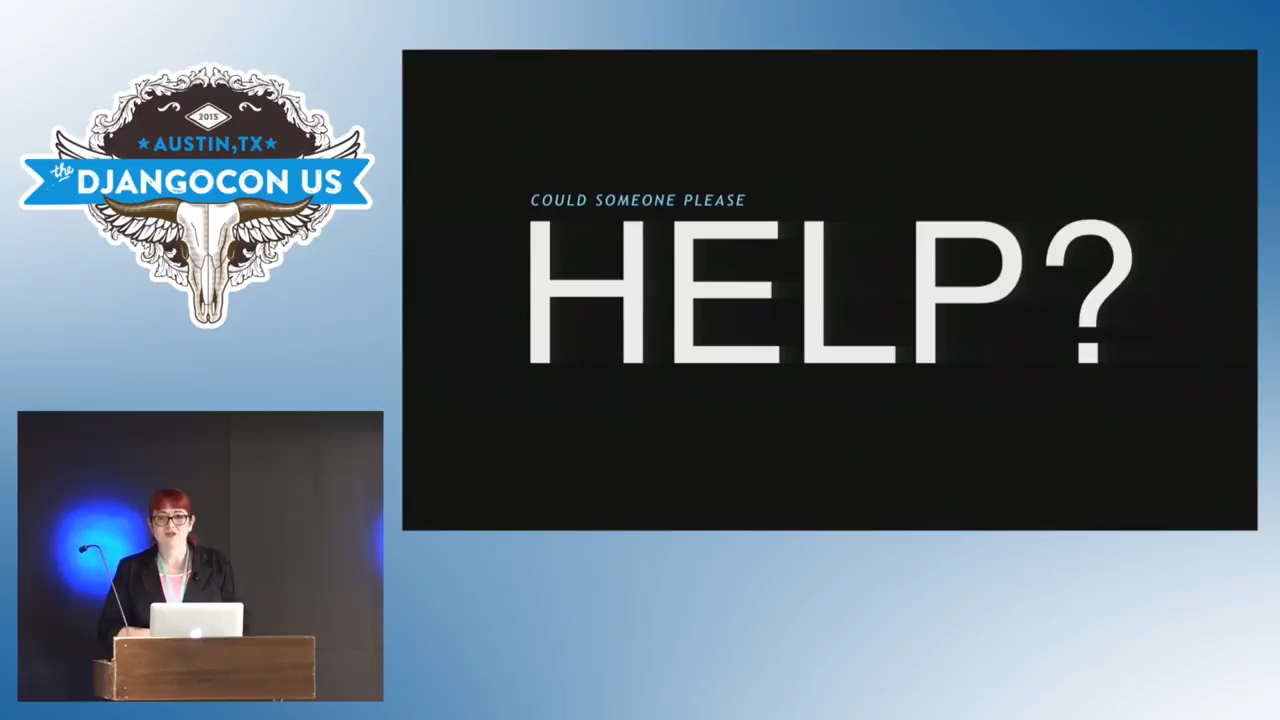 2015
AUSTIN,TX
the DJANGOCON US
COULD SOMEONE PLEASE
HELP?